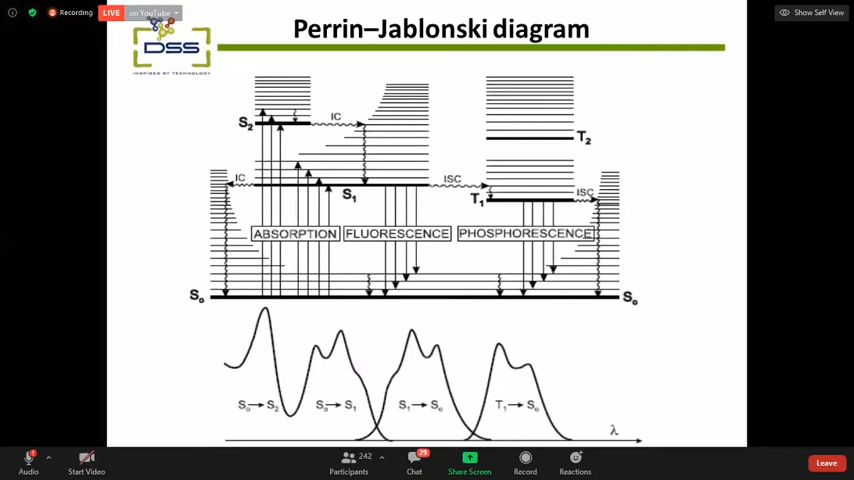 Recording
LIVE
on YouTube
Show Self View
DSS
INSPIRED BY TECHNOLOGY
Perrin–Jablonski diagram
S2
IC
T2
IC
S1
ISC
T1
ISC
ABSORPTION
FLUORESCENCE
PHOSPHORESCENCE
So
So
So → S2
So → S1
S1 → So
T1 → So
λ
Audio
Start Video
242
Participants
29
Chat
Share Screen
Record
Reactions
Leave